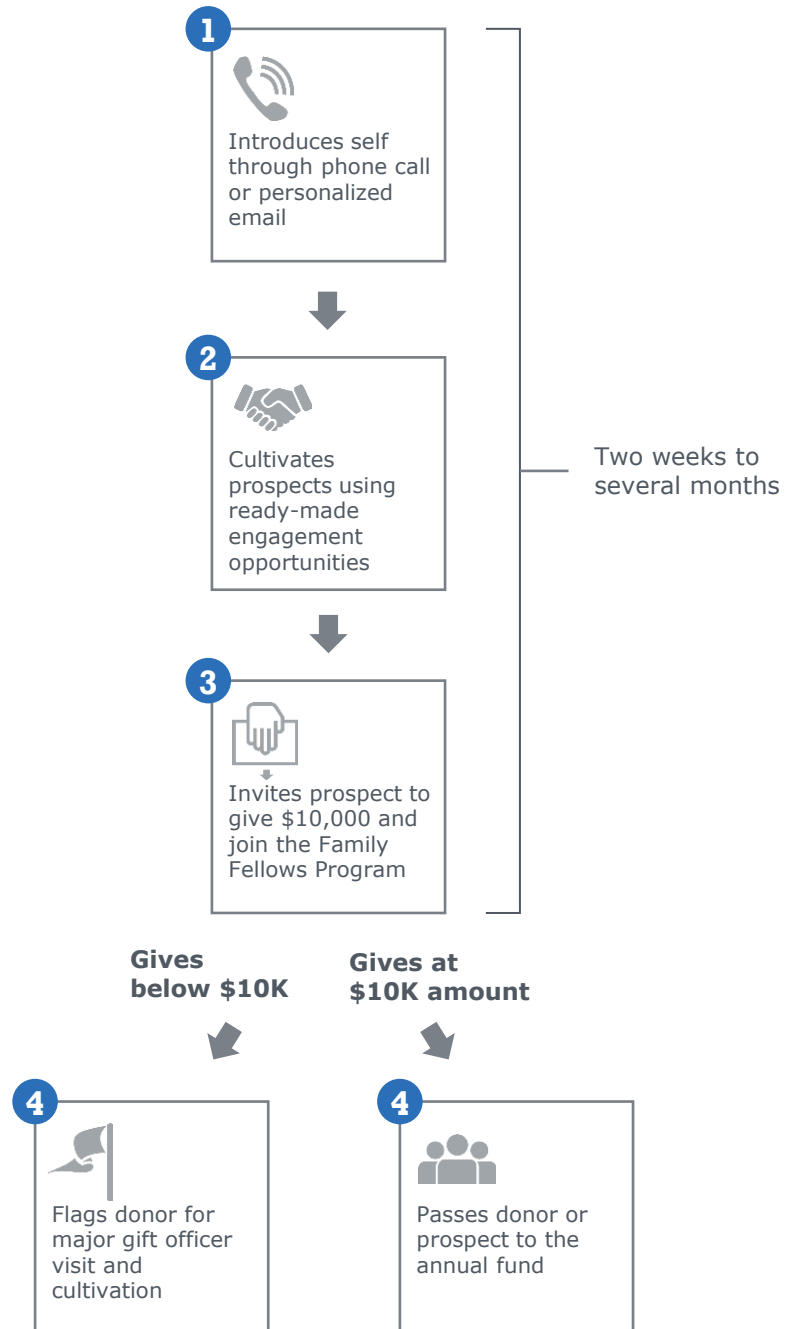 1
Introduces self
through phone call
or personalized
email
2
Cultivates
prospects using
ready-made
engagement
opportunities
Two weeks to
several months
3
Invites prospect to
give $10,000 and
join the Family
Fellows Program
Gives
below $10K
Gives at
$10K amount
4
Flags donor for
major gift officer
visit and
cultivation
4
Passes donor or
prospect to the
annual fund